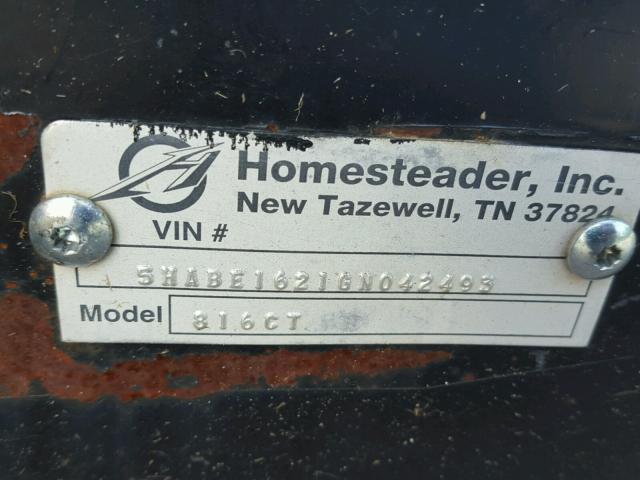 Homesteader, Inc.
New Tazewell, TN 37824
VIN #
5HABE1621GN042493
Model 816CT